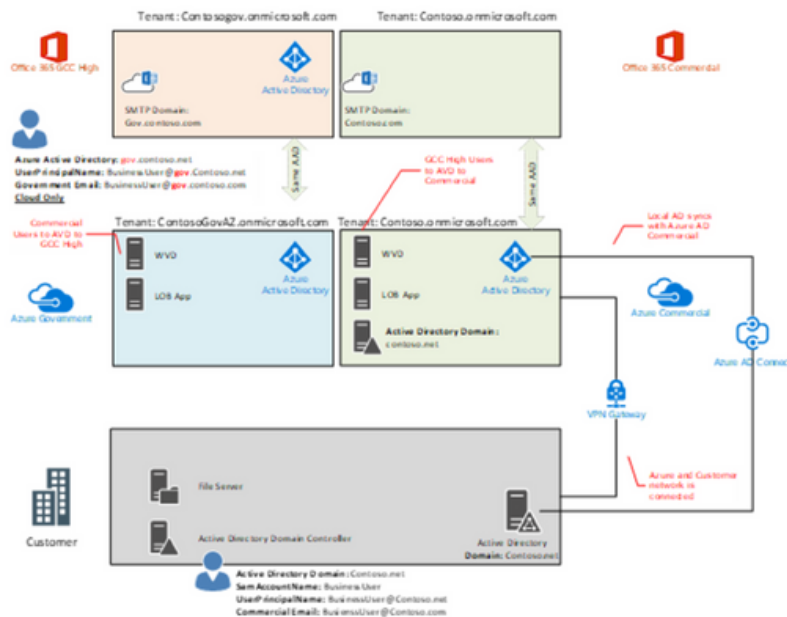 Tenant: Contosogov.onmicrosoft.com
Tenant: Contoso.onmicrosoft.com
Office 365 GCC High
Office 365 Commercial
Azure
Active Directory
SMTP Domain:
Gov.contoso.com
SMTP Domain:
Contoso.com
Azure Active Directory: gov.contoso.net
UserPrincipalName: BusinessUser@gov.Contoso.net
Government Email: BusinessUser@gov.contoso.com
Cloud Only
Same AAD
GCC High Users
to AVD to
Commercial
Same AAD
Commercial
Users to AVD to
GCC High
Tenant: ContosoGovAZ.onmicrosoft.com
Tenant: Contoso.onmicrosoft.com
Local AD syncs
with Azure AD
Commercial
WVD
LOB App
Azure
Active Directory
WVD
LOB App
Azure
Active Directory
Active Directory Domain:
contoso.net
Azure Government
Azure Commercial
Azure AD Connect
VPN Gateway
Customer
File Server
Active Directory Domain Controller
Active Directory
Domain: Contoso.net
Azure and Customer
network is
connected
Active Directory Domain: Contoso.net
SamAccountName: BusinessUser
UserPrincipalName: BusinessUser@Contoso.net
Commercial Email: BusienssUser@Contoso.com